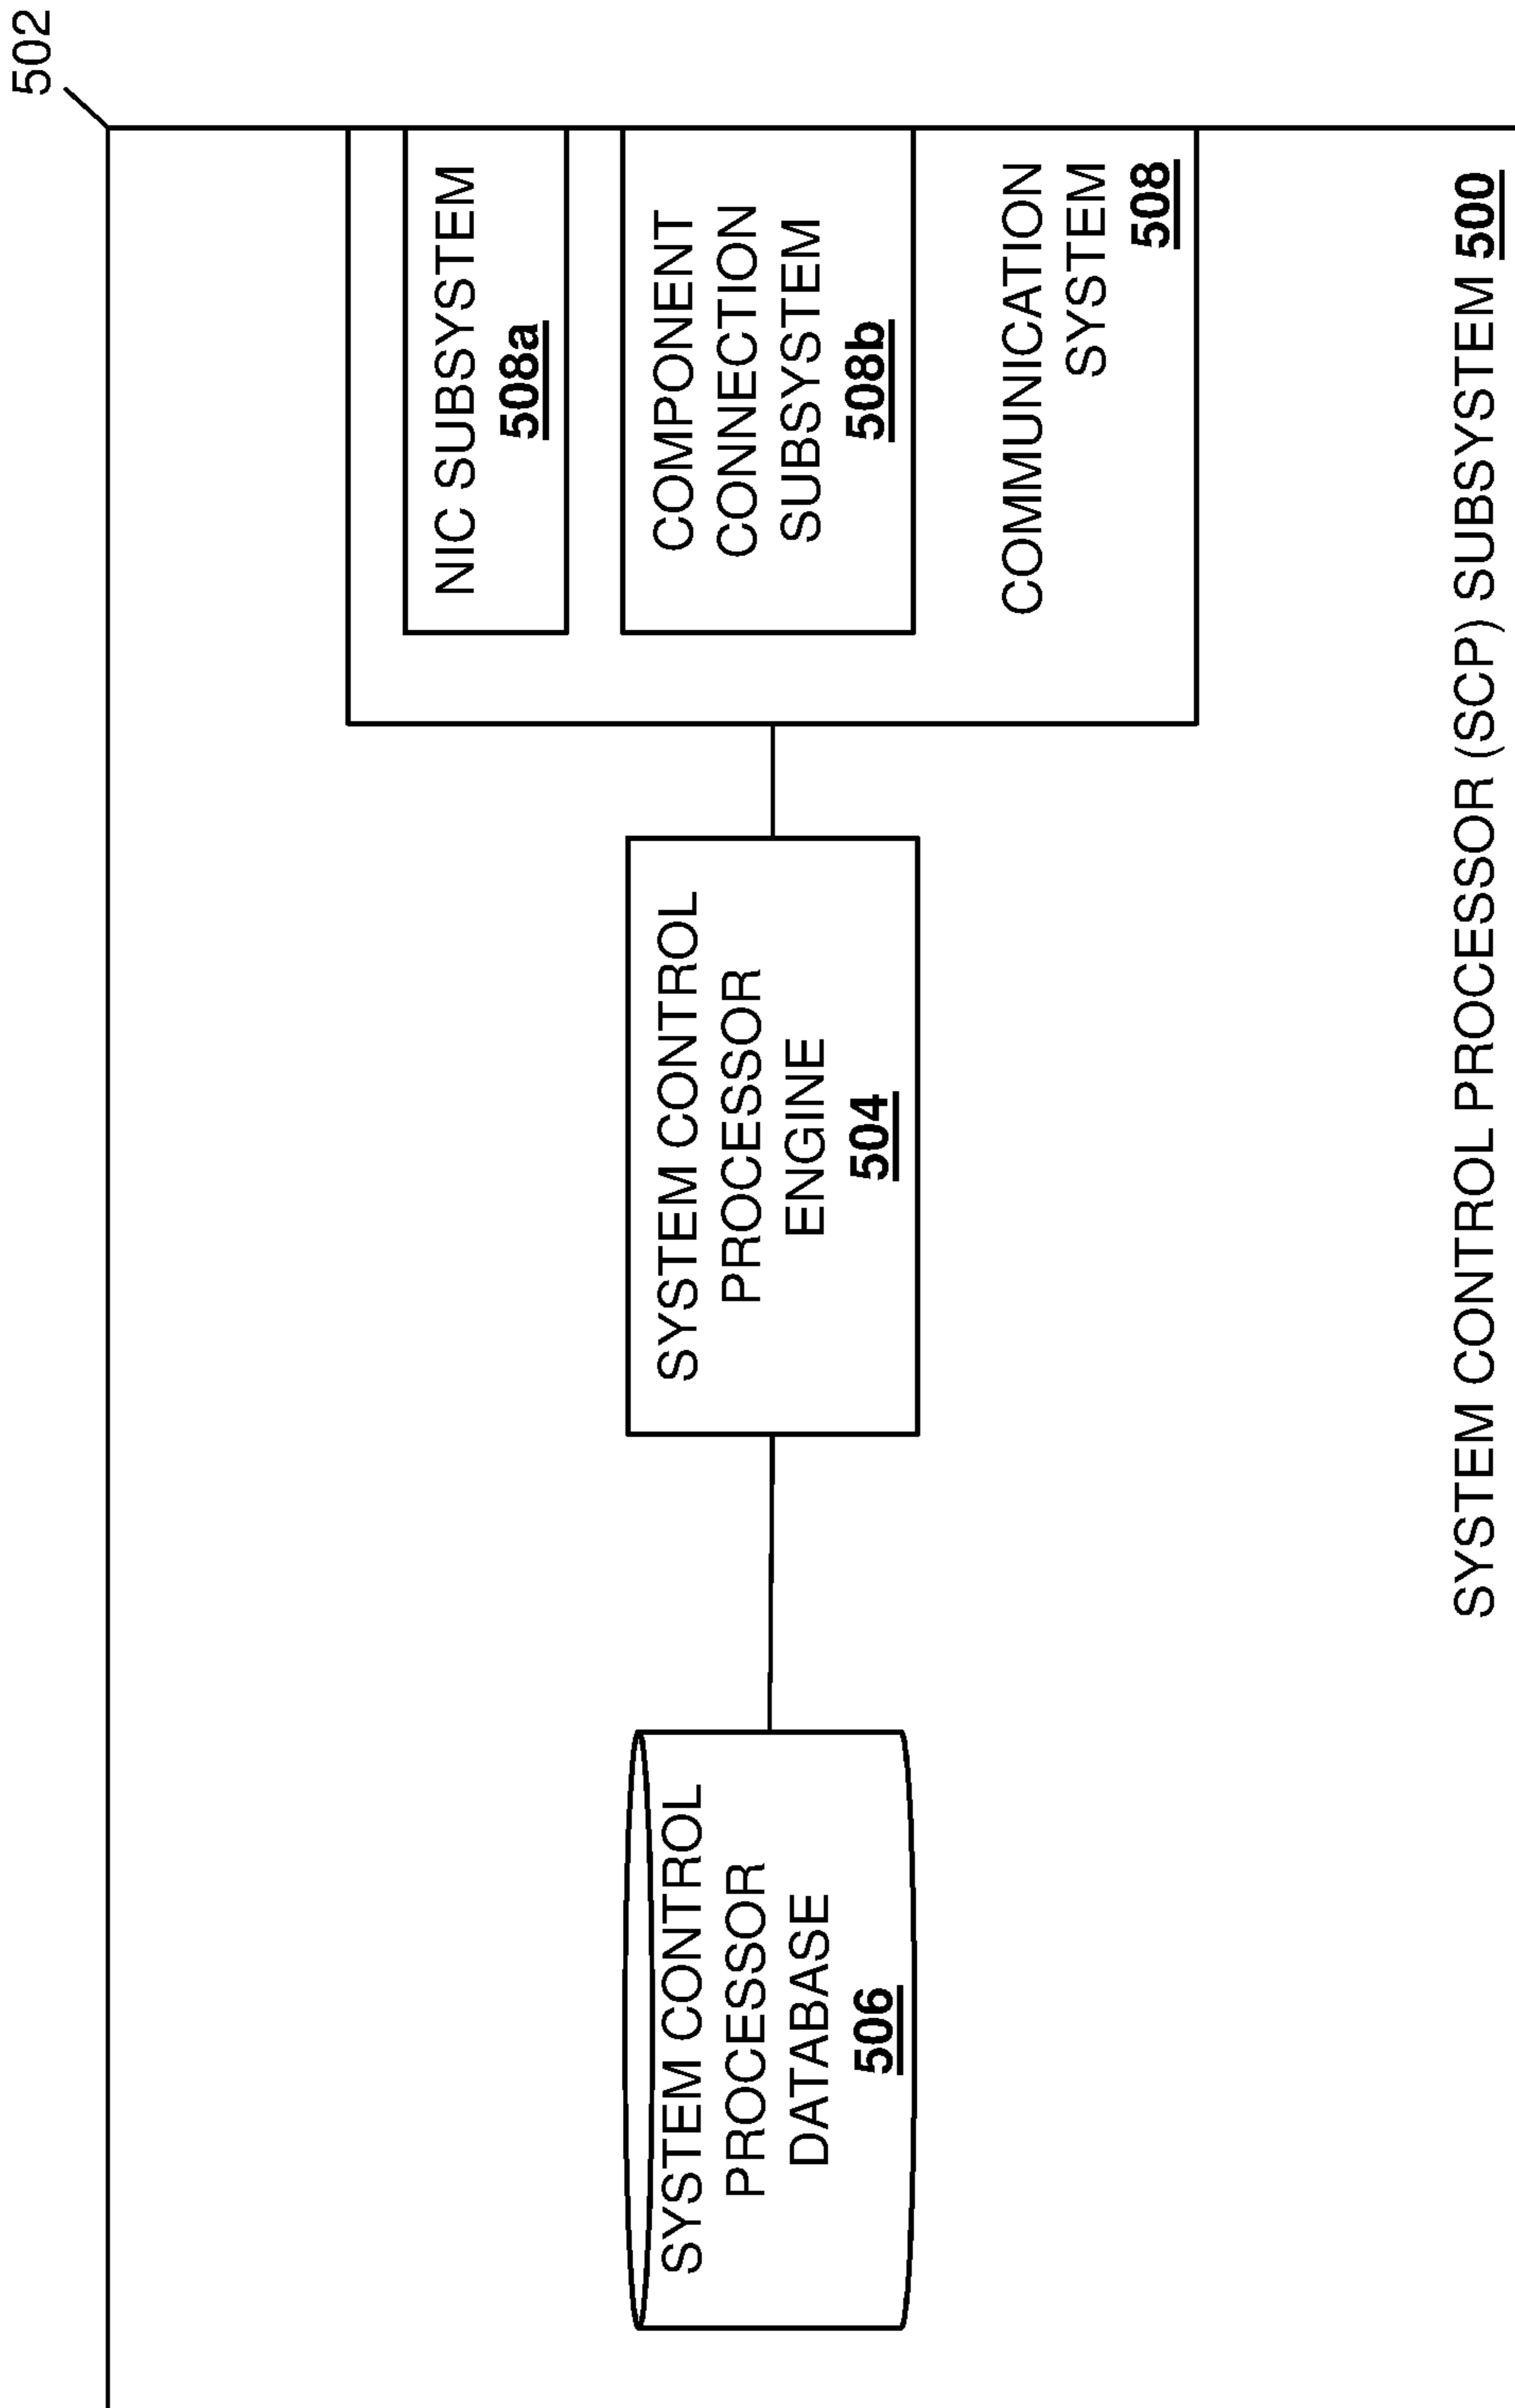 502
SYSTEM CONTROL
PROCESSOR
DATABASE
506
SYSTEM CONTROL
PROCESSOR
ENGINE
504
NIC SUBSYSTEM
508a
COMPONENT
CONNECTION
SUBSYSTEM
508b
COMMUNICATION
SYSTEM
508
SYSTEM CONTROL PROCESSOR (SCP) SUBSYSTEM 500